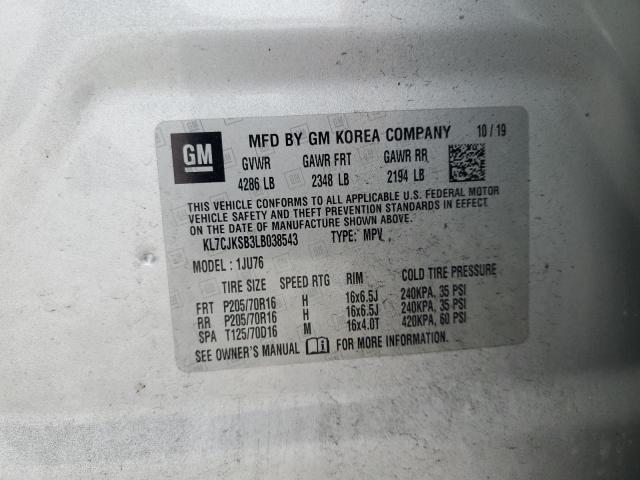 GM
MFD BY GM KOREA COMPANY 10/19
GVWR GAWR FRT GAWR RR
4286 LB 2348 LB 2194 LB
THIS VEHICLE CONFORMS TO ALL APPLICABLE U.S. FEDERAL MOTOR
VEHICLE SAFETY AND THEFT PREVENTION STANDARDS IN EFFECT
ON THE DATE OF MANUFACTURE SHOWN ABOVE.
KL7CJKSB3LB038543 TYPE: MPV
MODEL: 1JU76
TIRE SIZE SPEED RTG RIM COLD TIRE PRESSURE
FRT P205/70R16 H 16x6.5J 240KPA, 35 PSI
RR P205/70R16 H 16x6.5J 240KPA, 35 PSI
SPA T125/70D16 M 16x4.0T 420KPA, 60 PSI
SEE OWNER'S MANUAL FOR MORE INFORMATION.